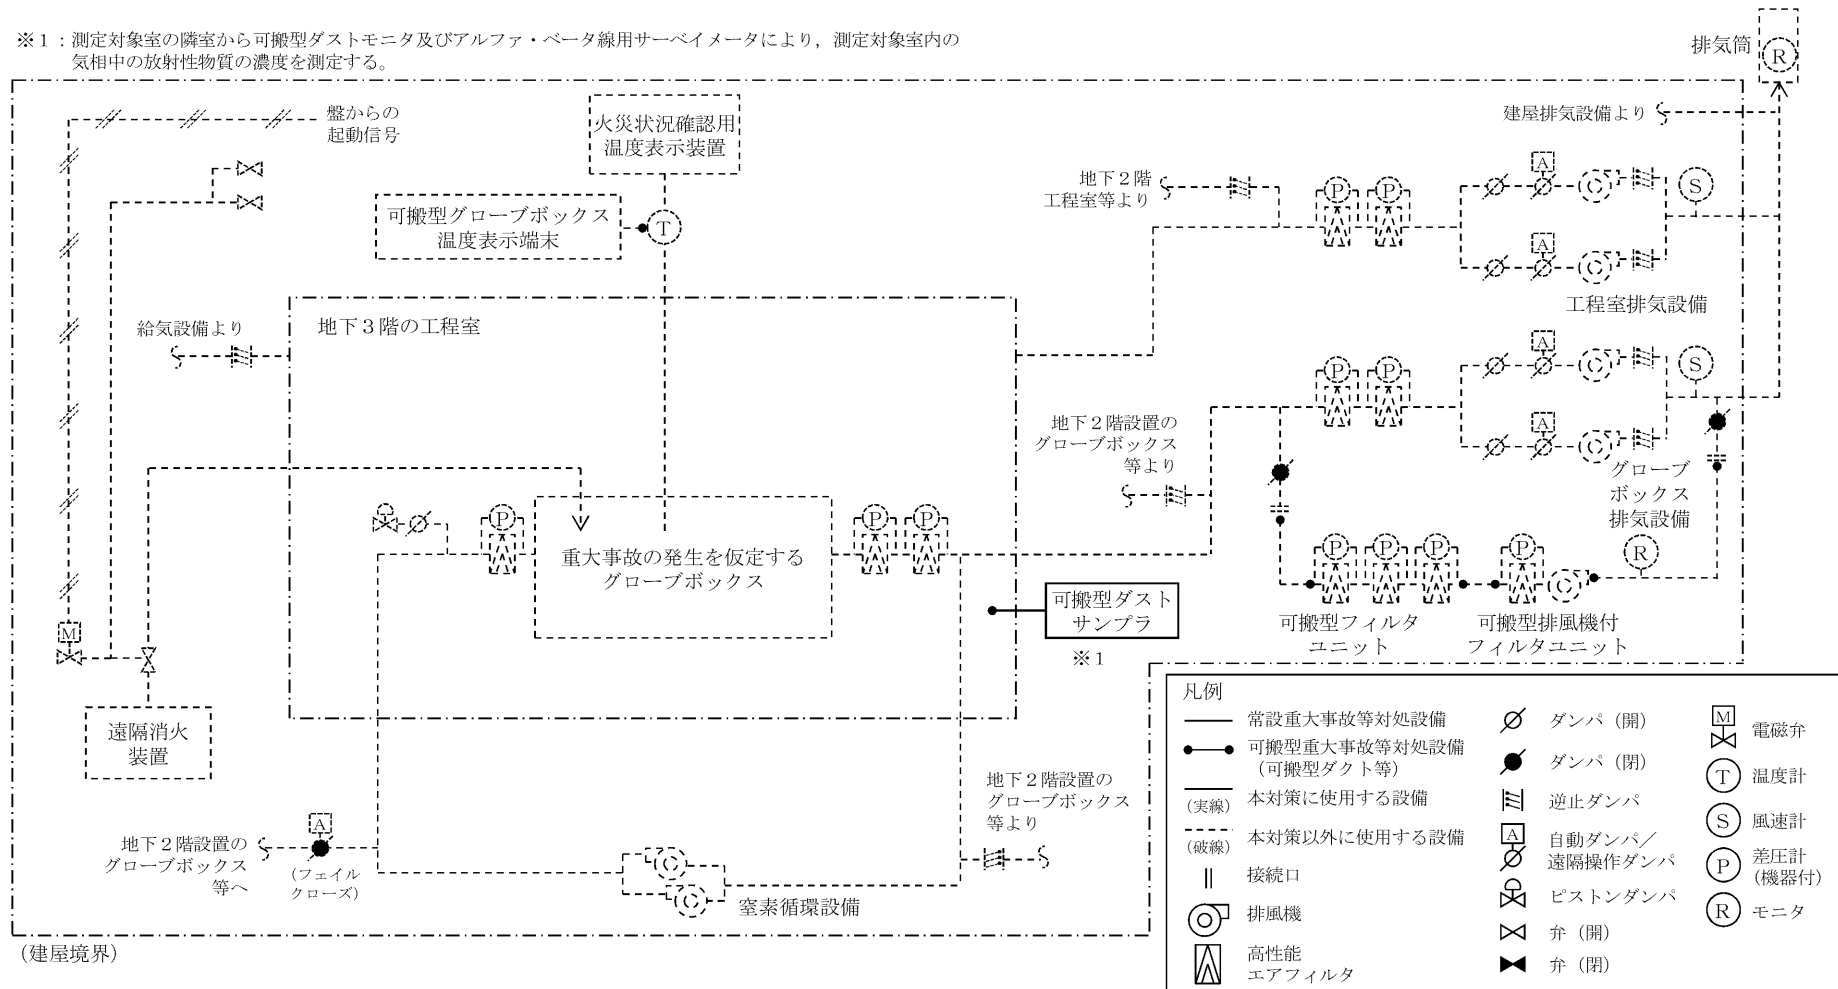 ※1：測定対象室の隣室から可搬型ダストモニタ及びアルファ・ベータ線用サーベイメータにより，測定対象室内の
気相中の放射性物質の濃度を測定する。
排気筒
R
盤からの
起動信号
火災状況確認用
温度表示装置
建屋排気設備より
可搬型グローブボックス
温度表示端末
T
地下２階
工程室等より
P
P
A
S
A
工程室排気設備
給気設備より
地下３階の工程室
P
P
A
S
A
地下２階設置の
グローブボックス
等より
グローブ
ボックス
排気設備
P
重大事故の発生を仮定する
グローブボックス
P
P
R
P
P
P
P
可搬型フィルタ
ユニット
可搬型排風機付
フィルタユニット
可搬型ダスト
サンプラ
※1
M
遠隔消火
装置
地下２階設置の
グローブボックス
等へ
A
（フェイル
クローズ）
窒素循環設備
地下２階設置の
グローブボックス
等より
（建屋境界）
凡例
常設重大事故等対処設備
可搬型重大事故等対処設備
（可搬型ダクト等）
（実線）
本対策に使用する設備
（破線）
本対策以外に使用する設備
接続口
排風機
高性能
エアフィルタ
ダンパ（開）
ダンパ（閉）
逆止ダンパ
A
自動ダンパ／
遠隔操作ダンパ
ピストンダンパ
弁（開）
弁（閉）
M
電磁弁
T
温度計
S
風速計
P
差圧計
（機器付）
R
モニタ